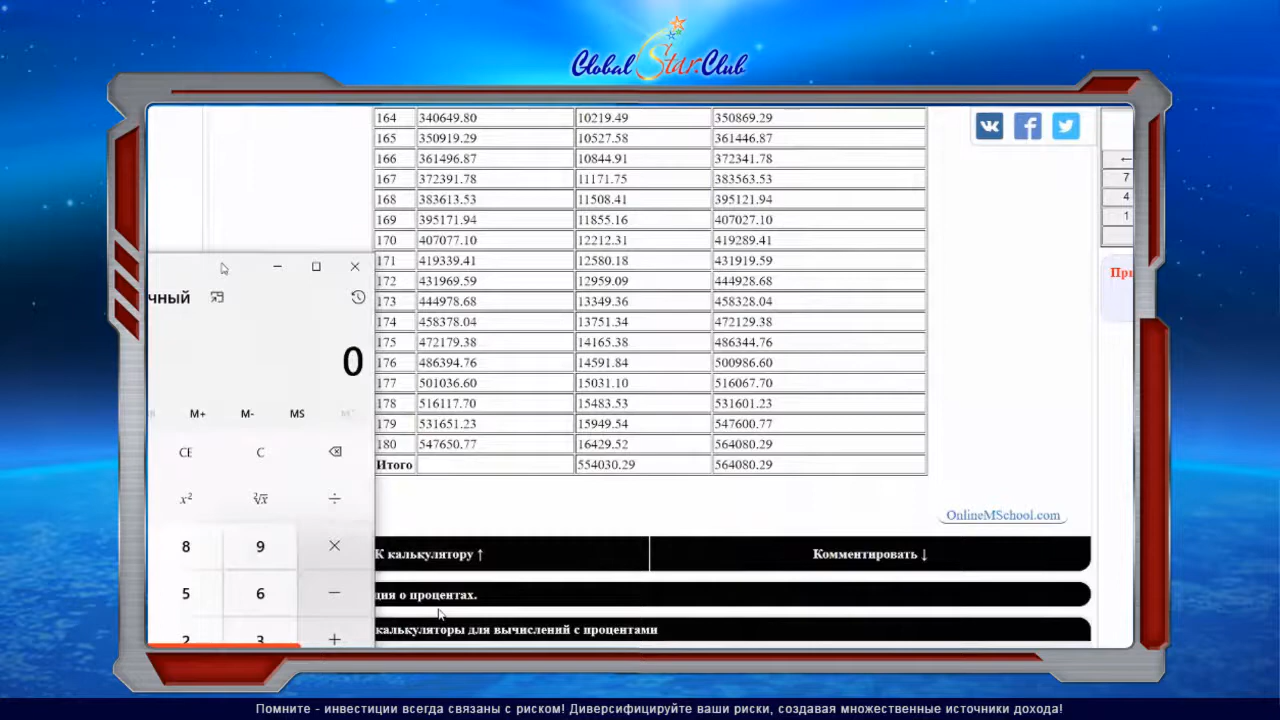 Global Star.Club
164 340649.80 10219.49 350869.29
165 350919.29 10527.58 361446.87
166 361496.87 10844.91 372341.78
167 372391.78 11171.75 383563.53
168 383613.53 11508.41 395121.94
169 395171.94 11855.16 407027.10
170 407077.10 12212.31 419289.41
171 419339.41 12580.18 431919.59
172 431969.59 12959.09 444928.68
173 444978.68 13349.36 458328.04
174 458378.04 13751.34 472129.38
175 472179.38 14165.38 486344.76
176 486394.76 14591.84 500986.60
177 501036.60 15031.10 516067.70
178 516117.70 15483.53 531601.23
179 531651.23 15949.54 547600.77
180 547650.77 16429.52 564080.29
Итого 554030.29 564080.29
OnlineMSchool.com
К калькулятору ↑ Комментировать ↓
ция о процентах.
калькуляторы для вычислений с процентами
←
7
4
1
При
чный
0
M+ M- MS
CE C
x² ²√x ÷
8 9 ×
5 6 −
2 3 +
Помните - инвестиции всегда связаны с риском! Диверсифицируйте ваши риски, создавая множественные источники дохода!